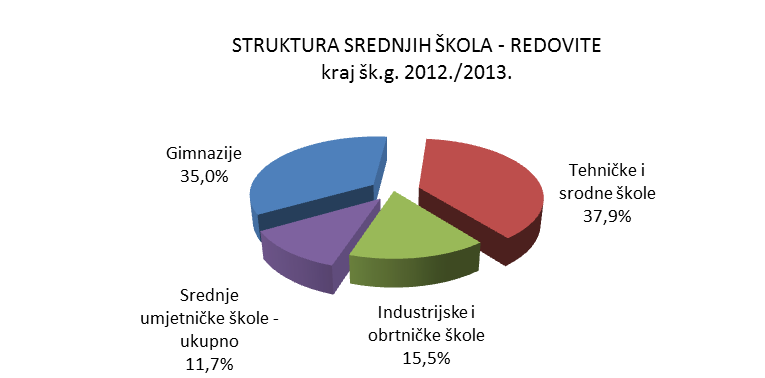 STRUKTURA SREDNJIH ŠKOLA - REDOVITE
kraj šk.g. 2012./2013.
Gimnazije
35,0%
Tehničke i
srodne škole
37,9%
Srednje
umjetničke škole -
ukupno
11,7%
Industrijske i
obrtničke škole
15,5%